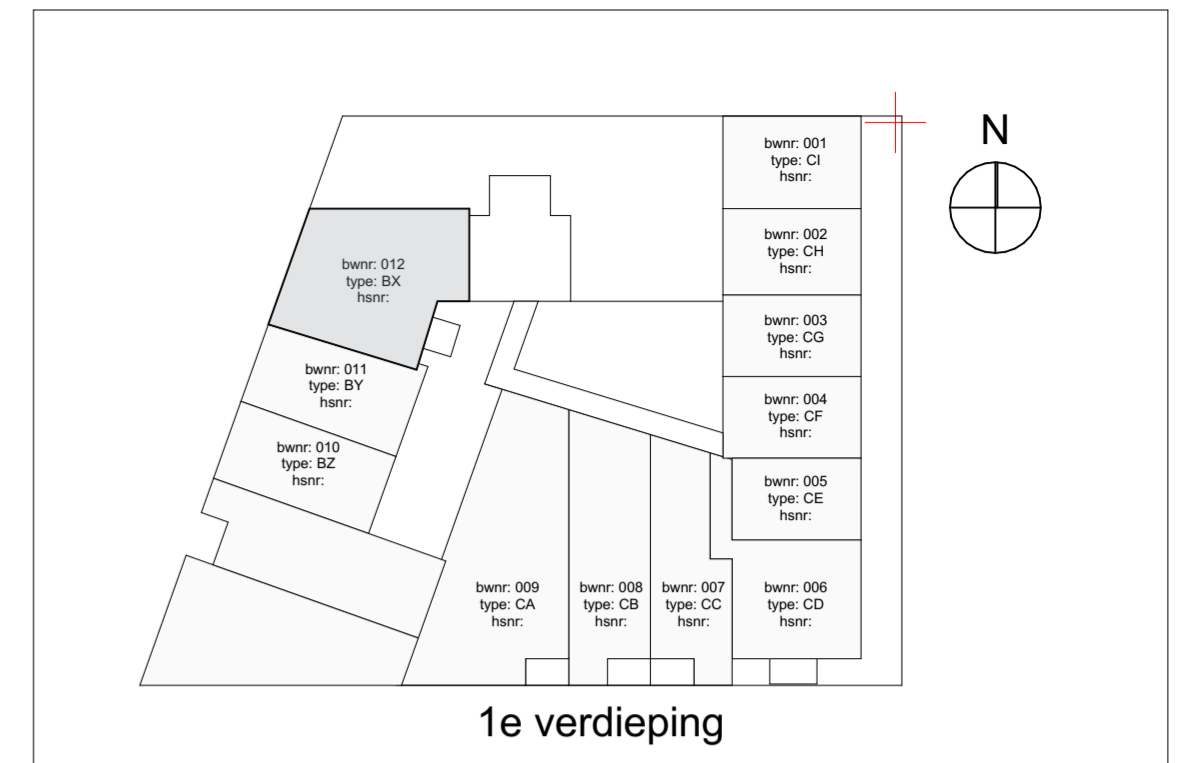 bwnr: 001
type: CI
hsnr:
N
bwnr: 002
type: CH
hsnr:
bwnr: 012
type: BX
hsnr:
bwnr: 003
type: CG
hsnr:
bwnr: 011
type: BY
hsnr:
bwnr: 004
type: CF
hsnr:
bwnr: 010
type: BZ
hsnr:
bwnr: 005
type: CE
hsnr:
bwnr: 009
type: CA
hsnr:
bwnr: 008
type: CB
hsnr:
bwnr: 007
type: CC
hsnr:
bwnr: 006
type: CD
hsnr:
1e verdieping